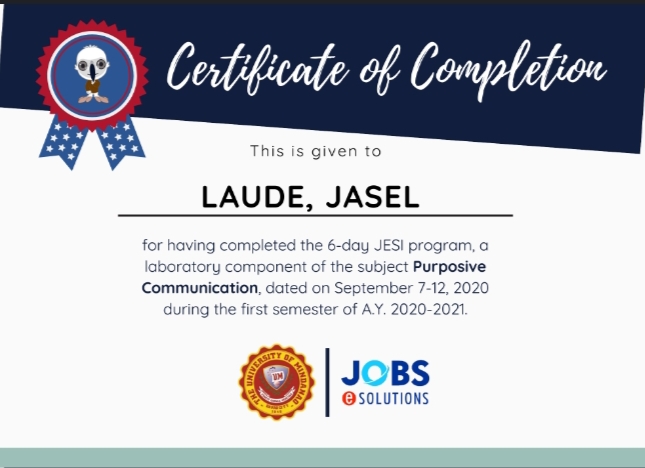 Certificate of Completion
This is given to
LAUDE, JASEL
for having completed the 6-day JESI program, a
laboratory component of the subject Purposive
Communication, dated on September 7-12, 2020
during the first semester of A.Y. 2020-2021.
THE UNIVERSITY OF MINDANAO
UM
JOBS
e SOLUTIONS